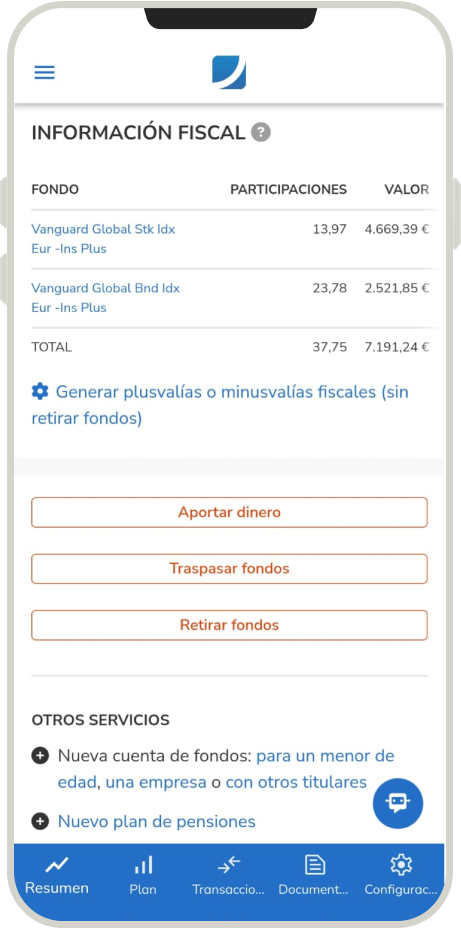 INFORMACIÓN FISCAL ?
FONDO PARTICIPACIONES VALOR
Vanguard Global Stk Idx 13,97 4.669,39 €
Eur -Ins Plus
Vanguard Global Bnd Idx 23,78 2.521,85 €
Eur -Ins Plus
TOTAL 37,75 7.191,24 €
Generar plusvalías o minusvalías fiscales (sin
retirar fondos)
Aportar dinero
Traspasar fondos
Retirar fondos
OTROS SERVICIOS
Nueva cuenta de fondos: para un menor de
edad, una empresa o con otros titulares
Nuevo plan de pensiones
Resumen Plan Transaccio... Document... Configurac...